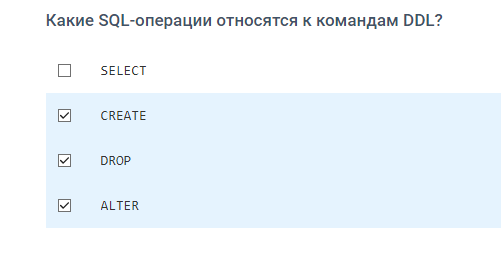 Какие SQL-операции относятся к командам DDL?
SELECT
CREATE
DROP
ALTER